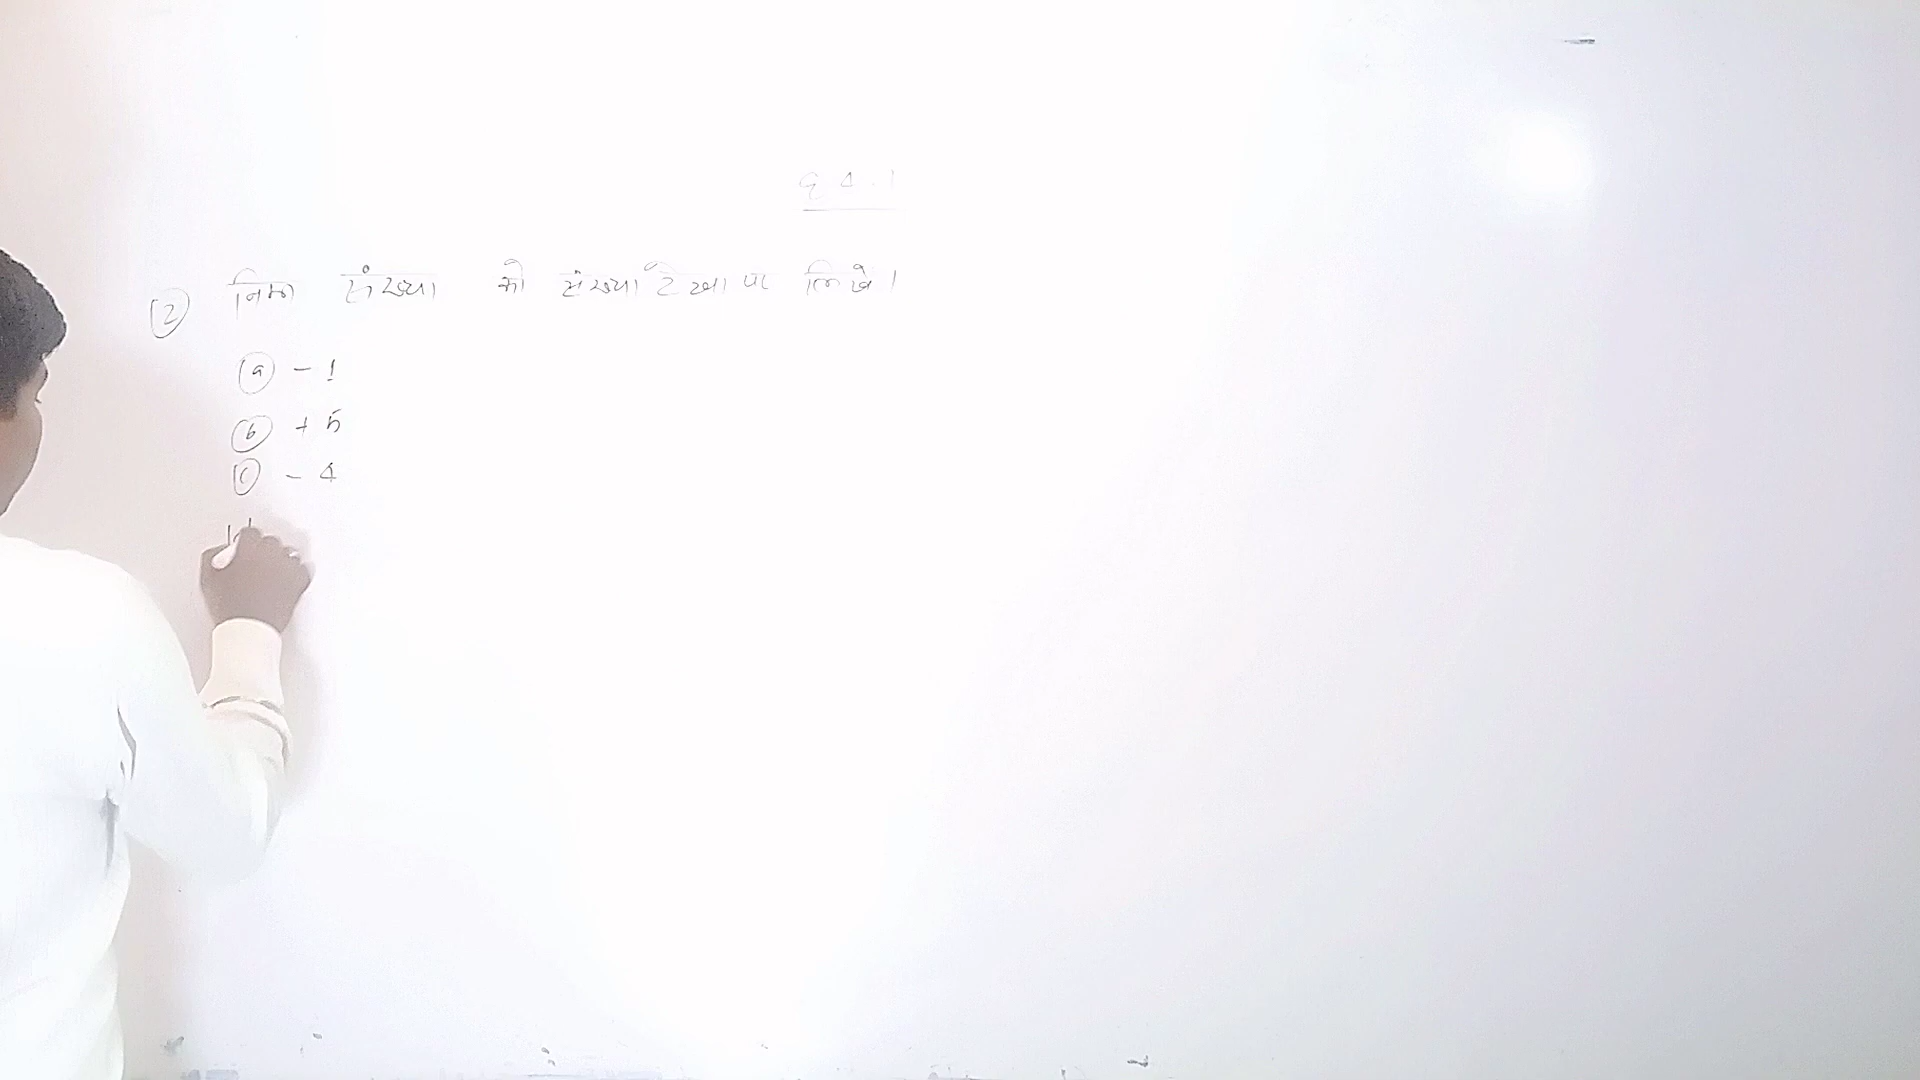 4.1
② निम्न संख्या को संख्या रेखा पर लिखे।
ⓐ - 1
ⓑ + 5
ⓒ - 4